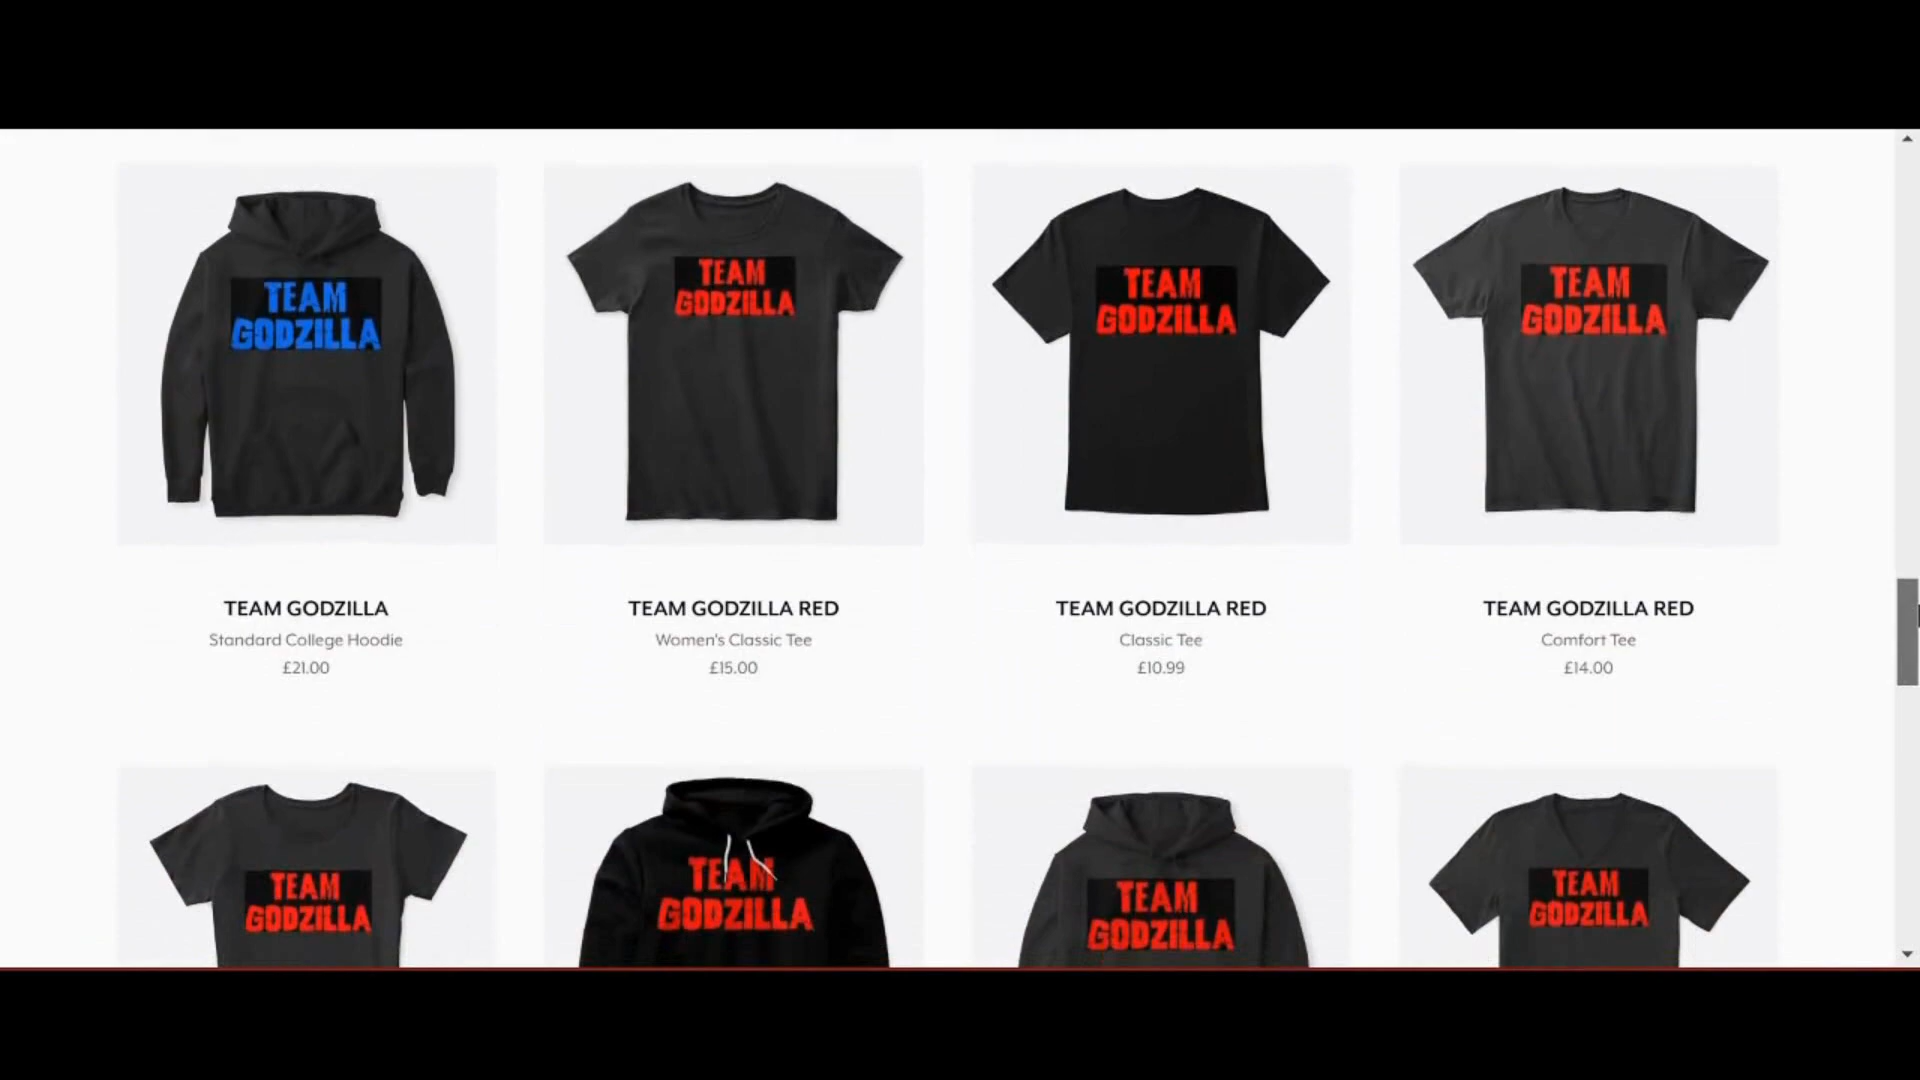 TEAM
GODZILLA
TEAM
GODZILLA
TEAM
GODZILLA
TEAM
GODZILLA
TEAM GODZILLA
Standard College Hoodie
£21.00
TEAM GODZILLA RED
Women's Classic Tee
£15.00
TEAM GODZILLA RED
Classic Tee
£10.99
TEAM GODZILLA RED
Comfort Tee
£14.00
TEAM
GODZILLA
TEAM
GODZILLA
TEAM
GODZILLA
TEAM
GODZILLA